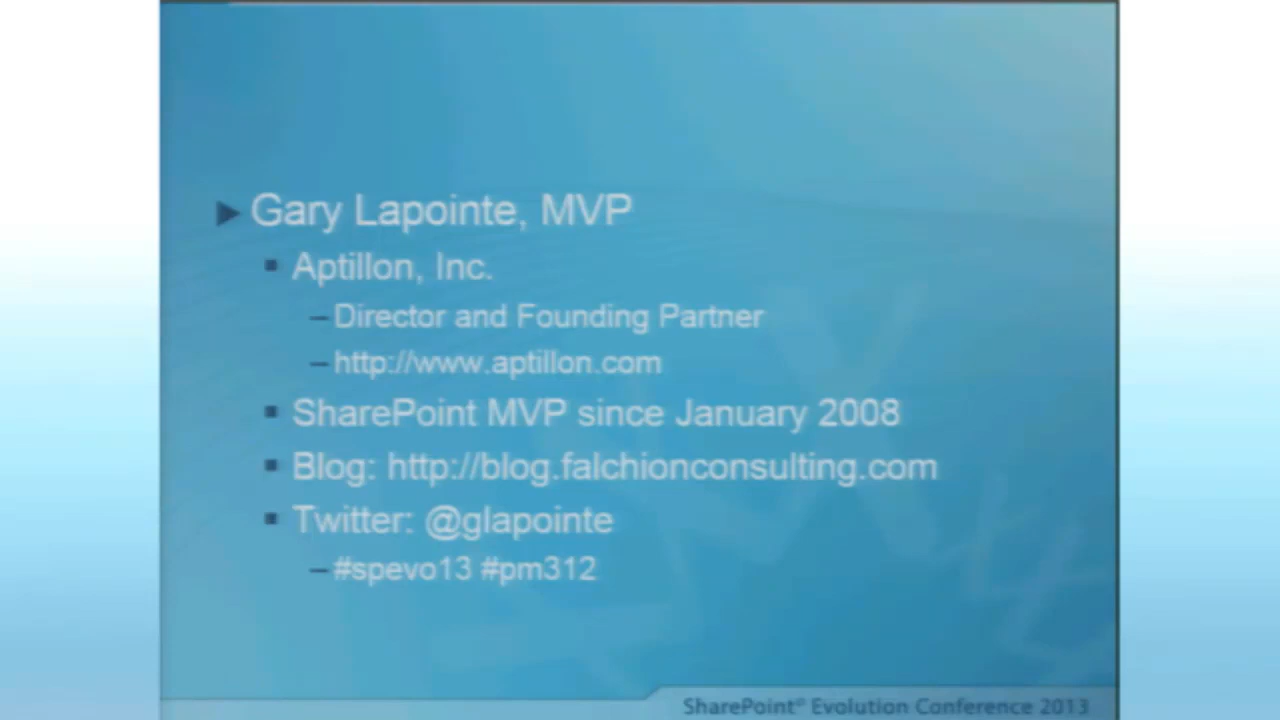 Gary Lapointe, MVP
Aptillon, Inc.
Director and Founding Partner
http://www.aptillon.com
SharePoint MVP since January 2008
Blog: http://blog.falchionconsulting.com
Twitter: @glapointe
#spevo13 #pm312
SharePoint® Evolution Conference 2013